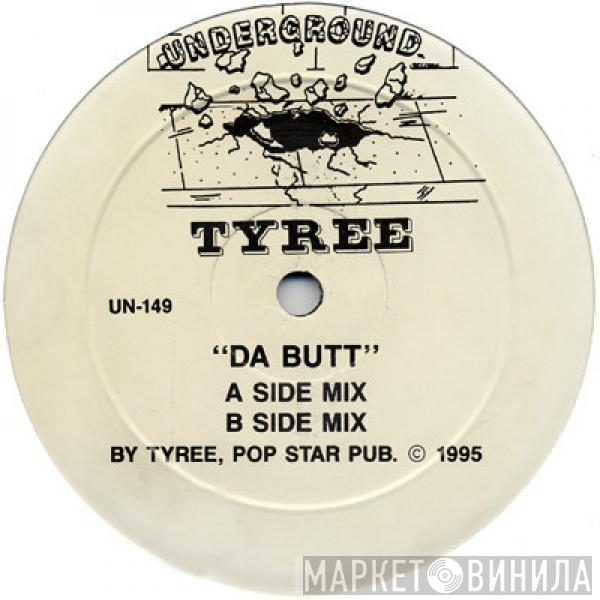 UNDERGROUND
TYREE
UN-149
“DA BUTT”
A SIDE MIX
B SIDE MIX
BY TYREE, POP STAR PUB. © 1995
МАРКЕТ ВИНИЛА